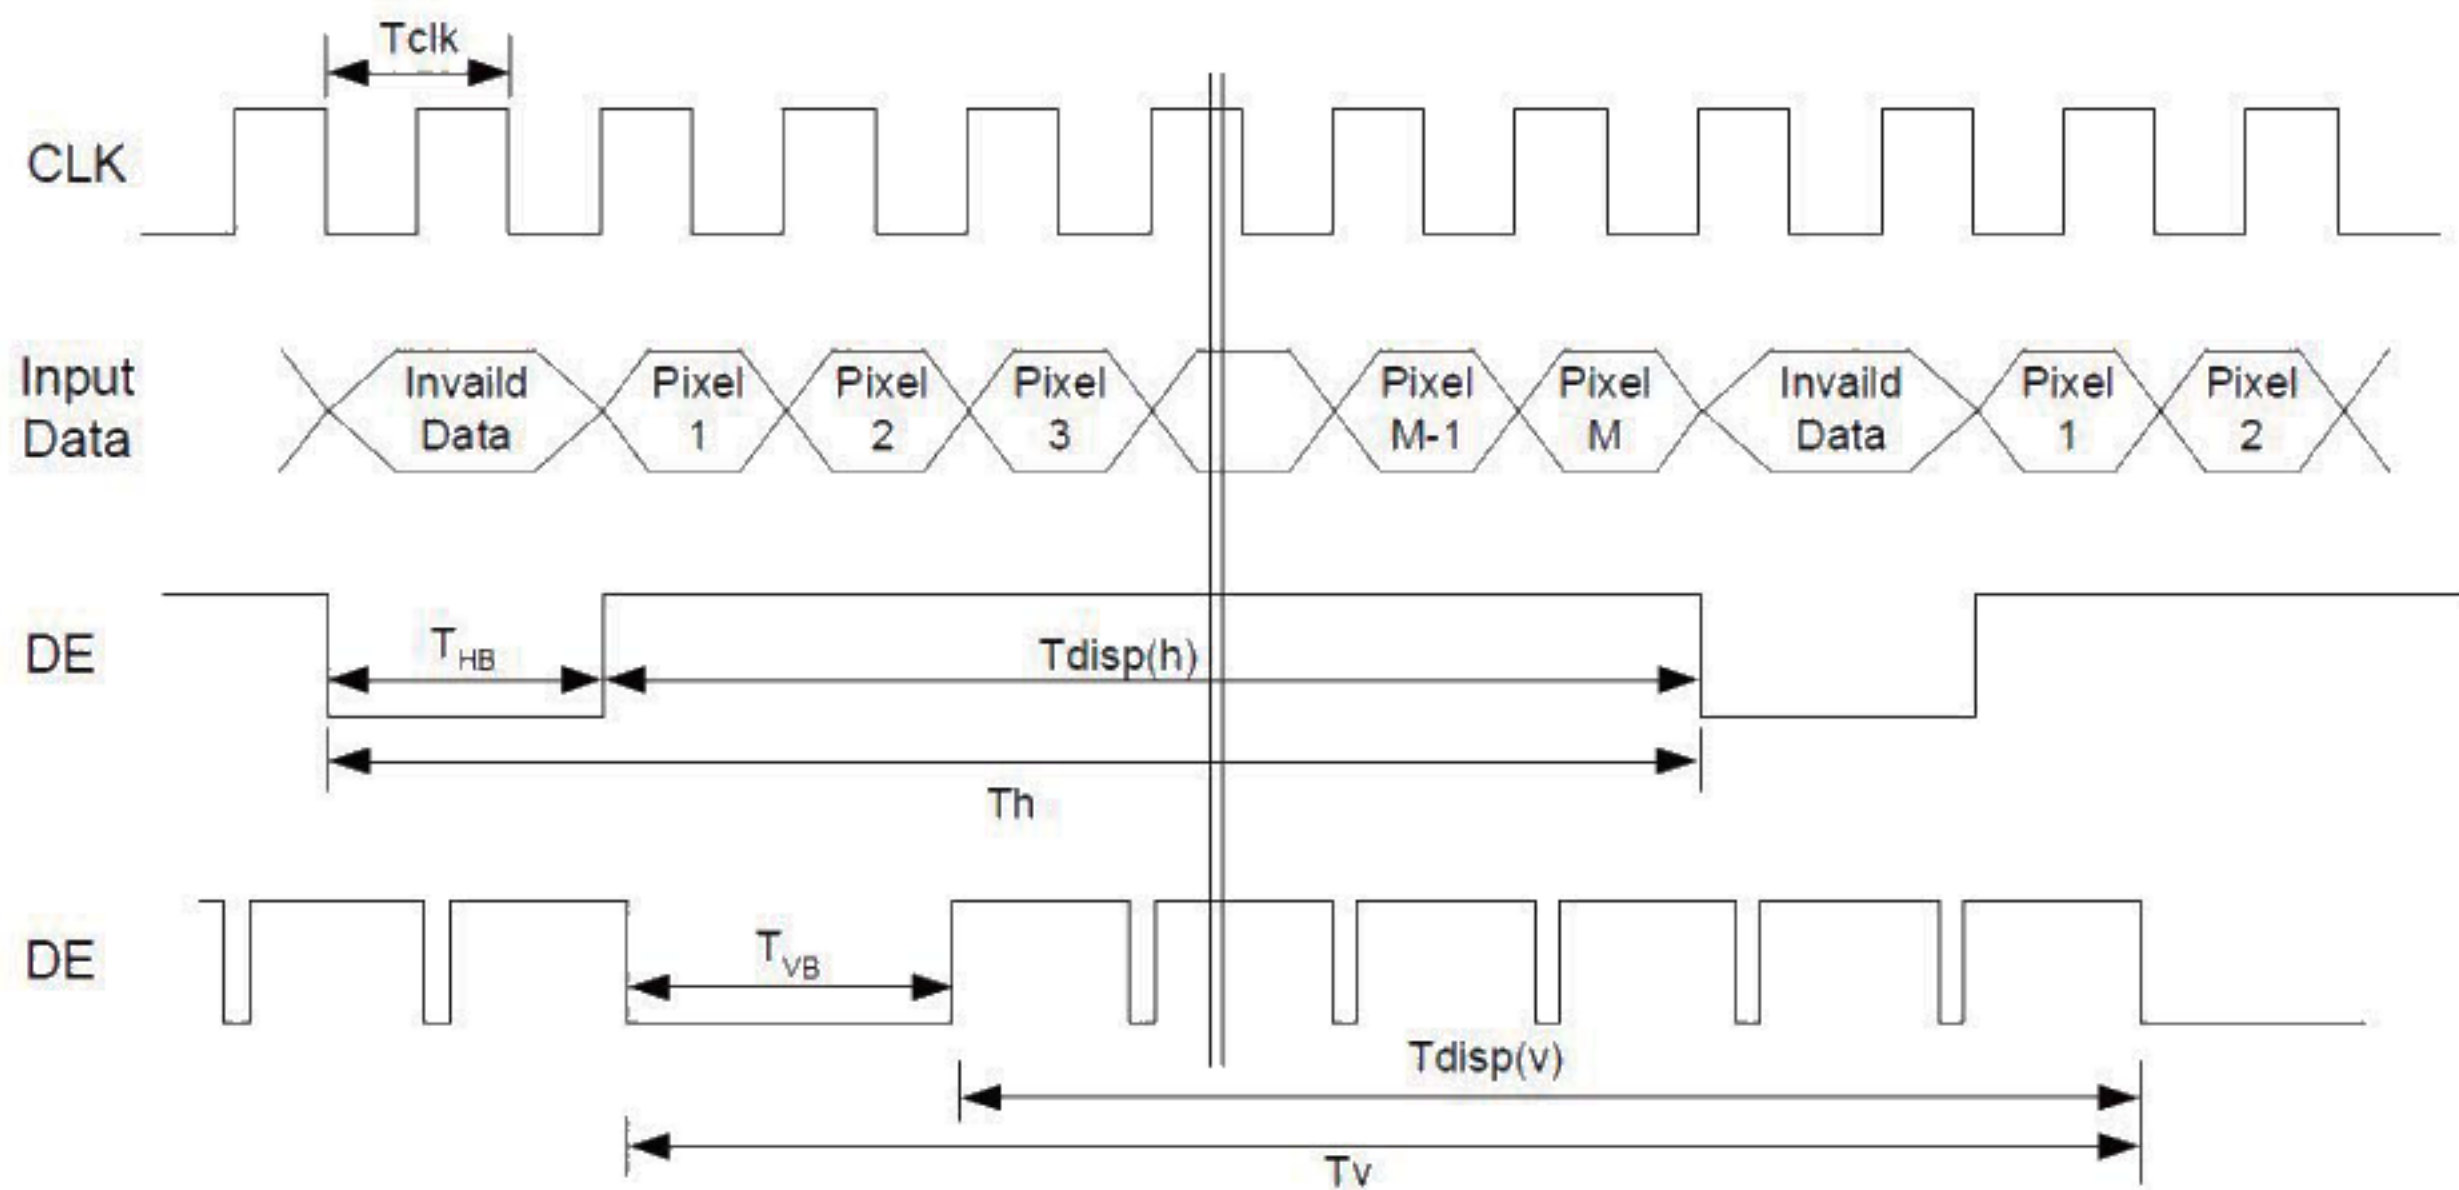 Tclk
CLK
Input
Data
Invaild
Data
Pixel
1
Pixel
2
Pixel
3
Pixel
M-1
Pixel
M
Invaild
Data
Pixel
1
Pixel
2
DE
THB
Tdisp(h)
Th
DE
TVB
Tdisp(v)
Tv